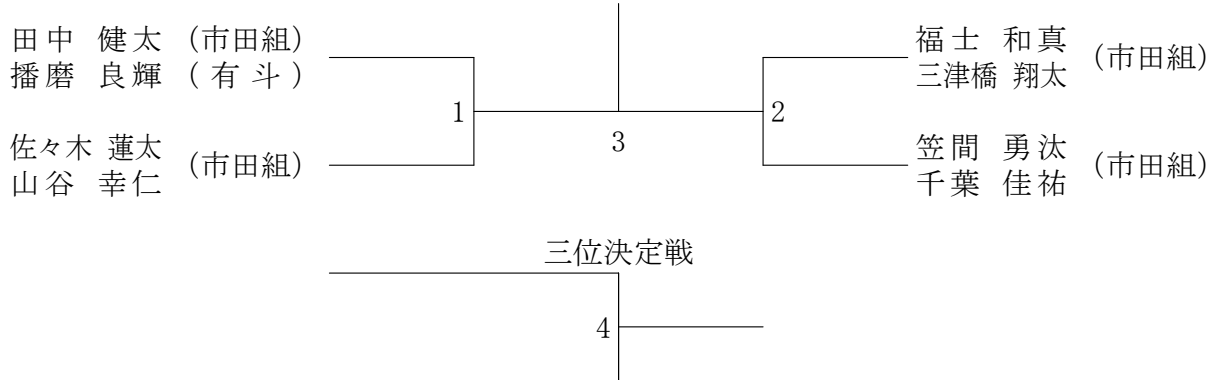 田中 健太 (市田組)
播磨 良輝 (有斗)
佐々木 蓮太
山谷 幸仁
(市田組)
1
3
2
福士 和真
三津橋 翔太
(市田組)
笠間 勇汰
千葉 佳祐
(市田組)
三位決定戦
4